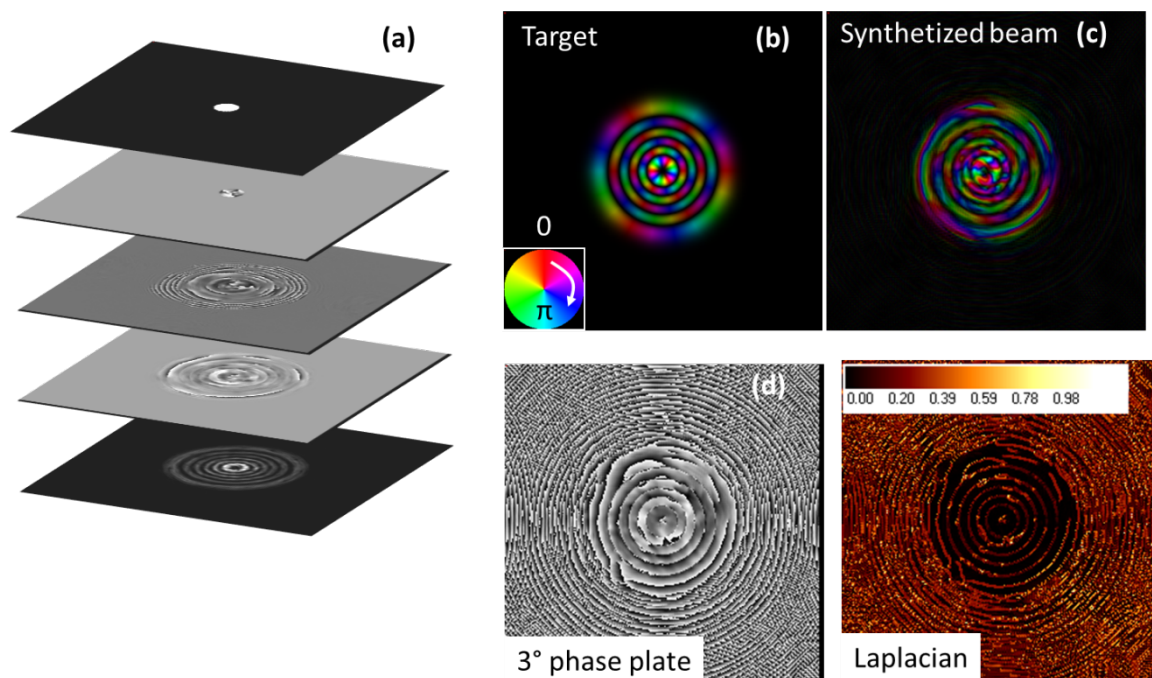 (a)
Target (b)
Synthetized beam (c)
0
π
(d)
3° phase plate
0.00 0.20 0.39 0.59 0.78 0.98
Laplacian